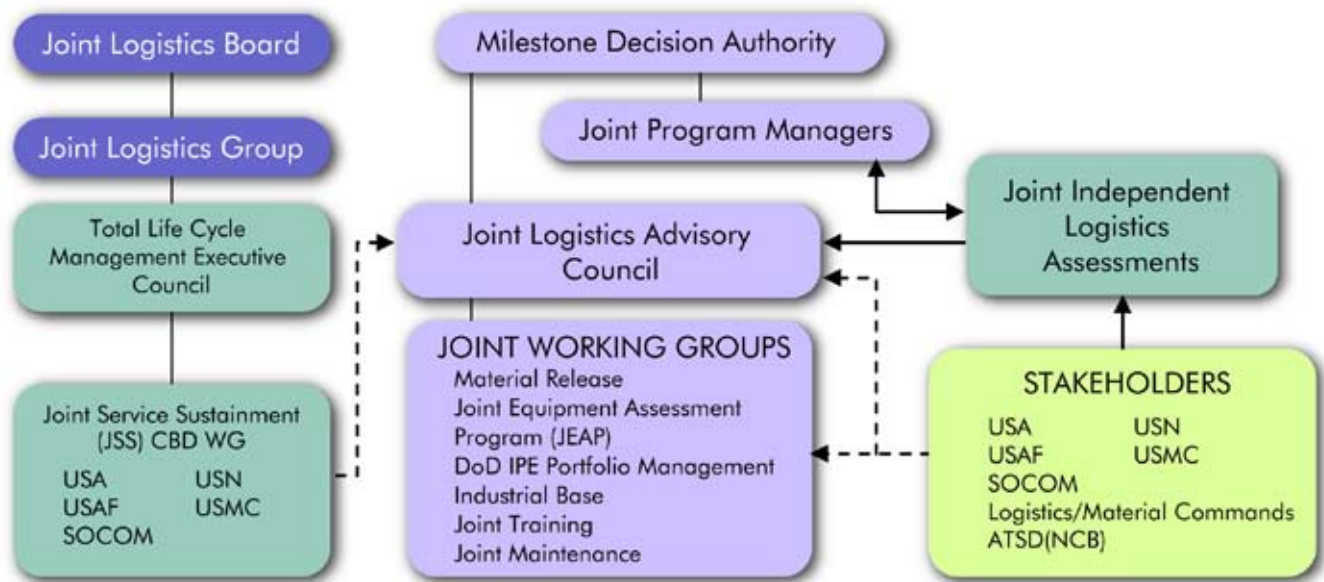 Joint Logistics Board
Joint Logistics Group
Total Life Cycle
Management Executive
Council
Joint Service Sustainment
(JSS) CBD WG
USA USN
USAF USMC
SOCOM
Milestone Decision Authority
Joint Program Managers
Joint Logistics Advisory
Council
JOINT WORKING GROUPS
Material Release
Joint Equipment Assessment
Program (JEAP)
DoD IPE Portfolio Management
Industrial Base
Joint Training
Joint Maintenance
Joint Independent
Logistics
Assessments
STAKEHOLDERS
USA USN
USAF USMC
SOCOM
Logistics/Material Commands
ATSD(NCB)